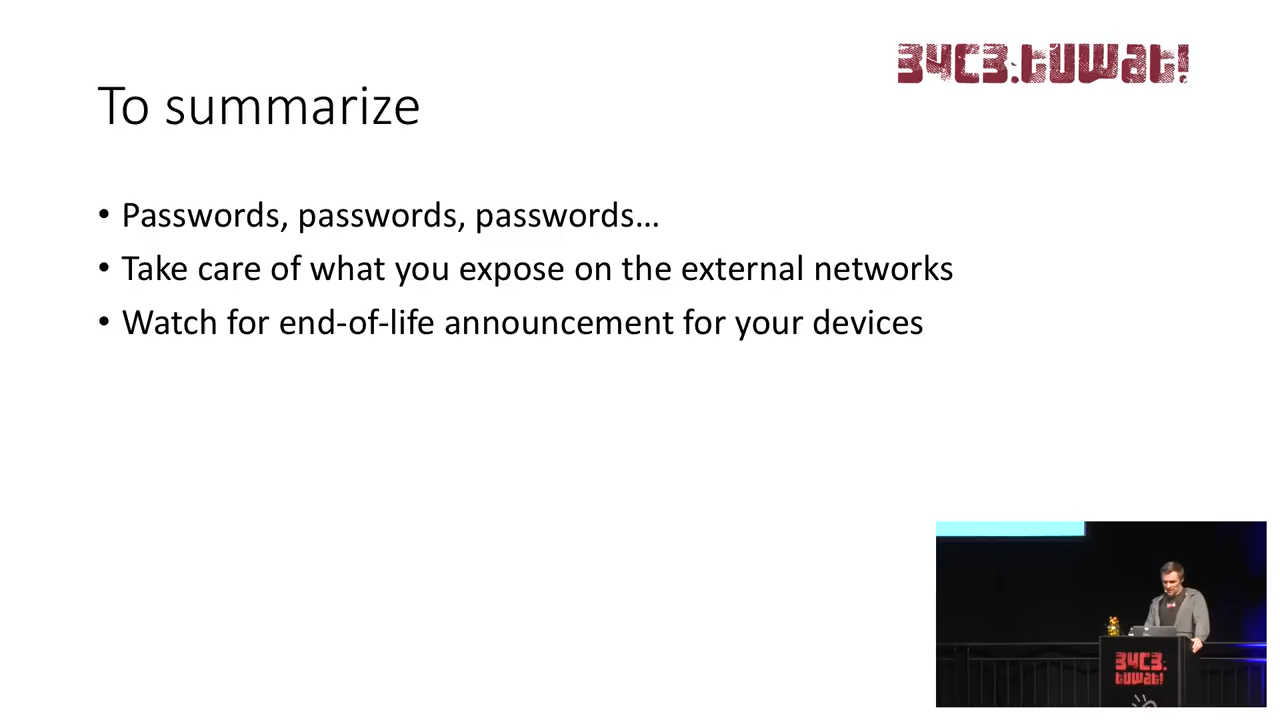 34C3.tuwat!
To summarize
• Passwords, passwords, passwords…
• Take care of what you expose on the external networks
• Watch for end-of-life announcement for your devices
34C3.
tuwat!